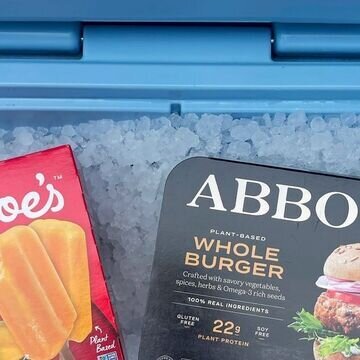 oe's™
Plant
Based
ABBO
PLANT-BASED
WHOLE
BURGER
Crafted with savory vegetables,
spices, herbs & Omega-3 rich seeds
100% REAL INGREDIENTS
GLUTEN
FREE
22g
PLANT PROTEIN
SOY
FREE